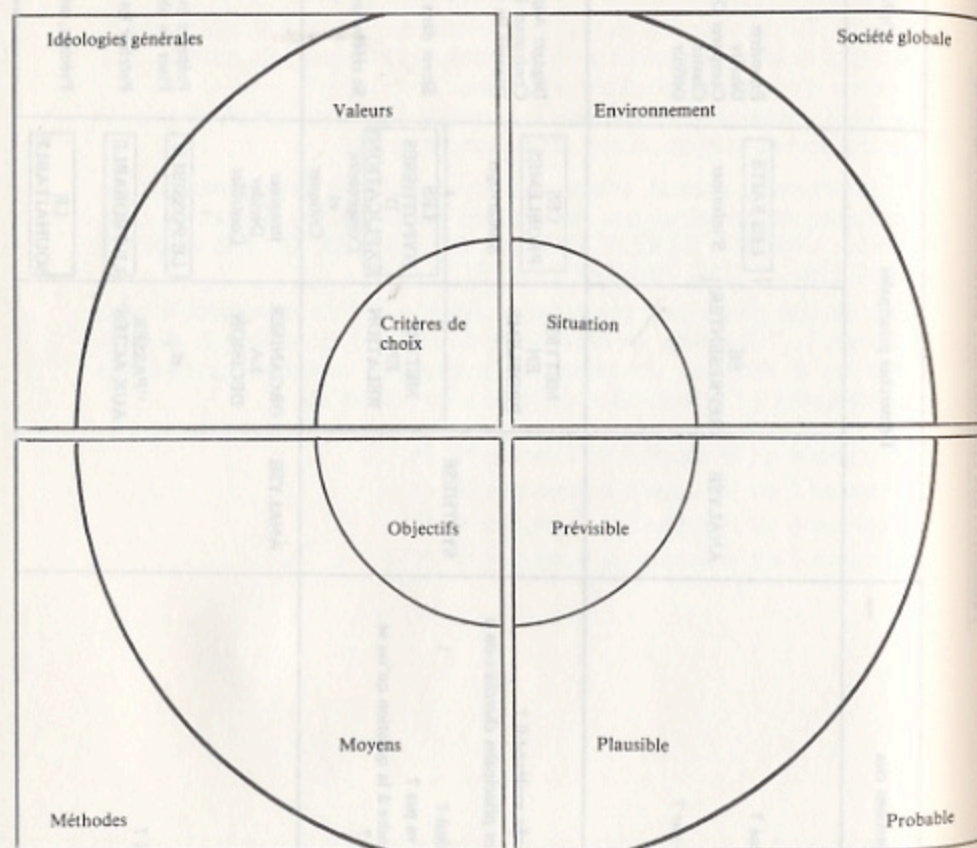 Idéologies générales
Société globale
Valeurs
Environnement
Critères de
choix
Situation
Objectifs
Prévisible
Moyens
Plausible
Méthodes
Probable